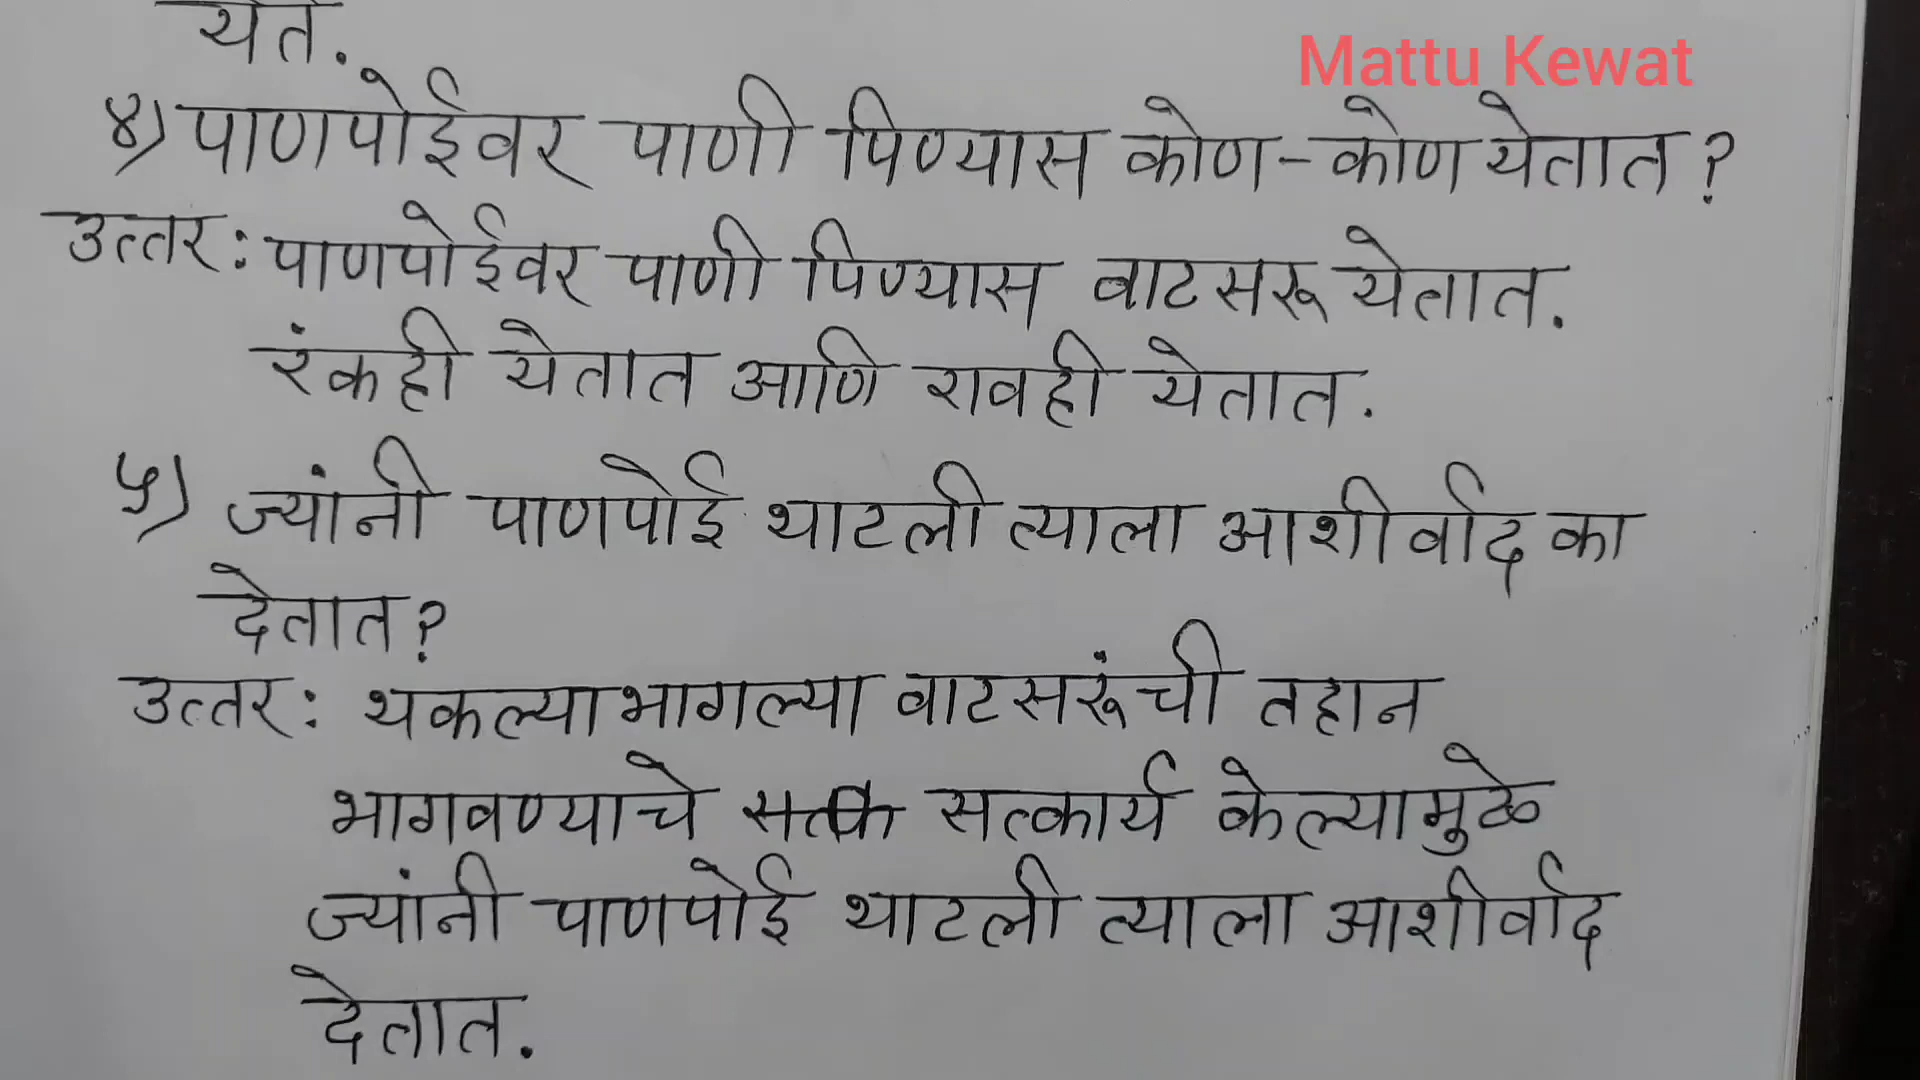 येत.
Mattu Kewat
४) पाणपोईवर पाणी पिण्यास कोण-कोण येतात?
उत्तर: पाणपोईवर पाणी पिण्यास वाटसरू येतात.
रंकही येतात आणि रावही येतात.
५) ज्यांनी पाणपोई थाटली त्याला आशीर्वाद का
देतात?
उत्तर: थकल्याभागल्या वाटसरूंची तहान
भागवण्याचे सत्कार्य केल्यामुळे
ज्यांनी पाणपोई थाटली त्याला आशीर्वाद
देतात.